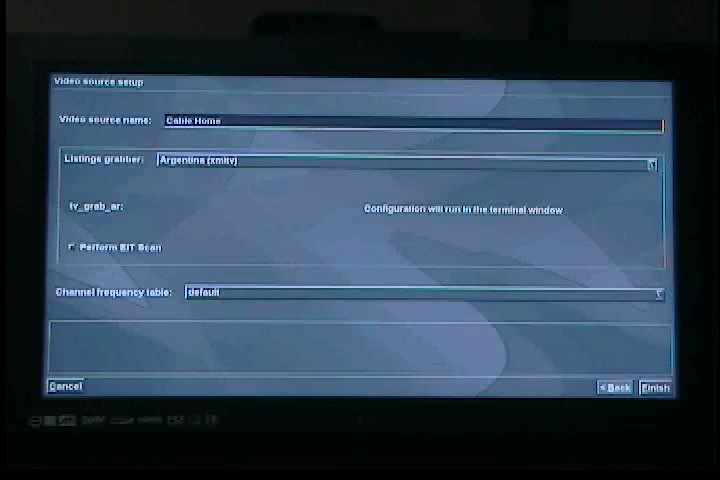 Video source setup
Video source name: Cable Home
Listings grabber: Argentina (xmltv)
tv_grab_ar: Configuration will run in the terminal window
Perform EIT Scan
Channel frequency table: default
Cancel < Back Finish